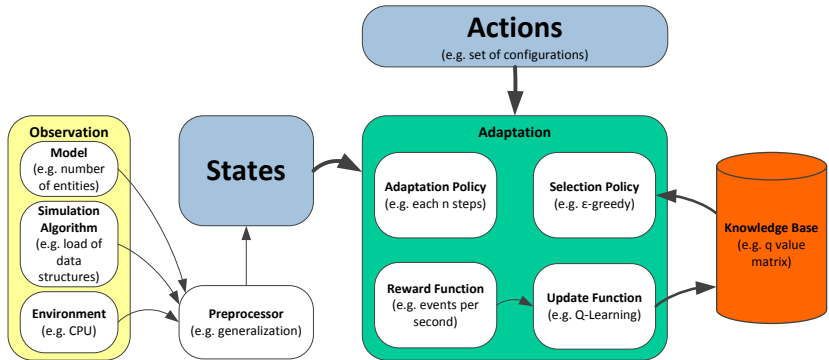 Actions
(e.g. set of configurations)
Observation
Model
(e.g. number
of entities)
Simulation
Algorithm
(e.g. load of
data
structures)
Environment
(e.g. CPU)
States
Preprocessor
(e.g. generalization)
Adaptation
Adaptation Policy
(e.g. each n steps)
Selection Policy
(e.g. ε-greedy)
Reward Function
(e.g. events per
second)
Update Function
(e.g. Q-Learning)
Knowledge Base
(e.g. q value
matrix)